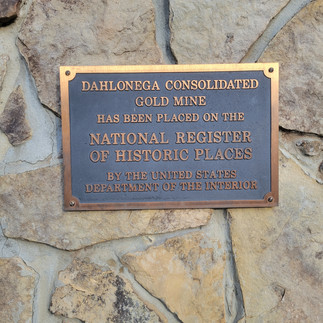 DAHLONEGA CONSOLIDATED
GOLD MINE
HAS BEEN PLACED ON THE
NATIONAL REGISTER
OF HISTORIC PLACES
BY THE UNITED STATES
DEPARTMENT OF THE INTERIOR